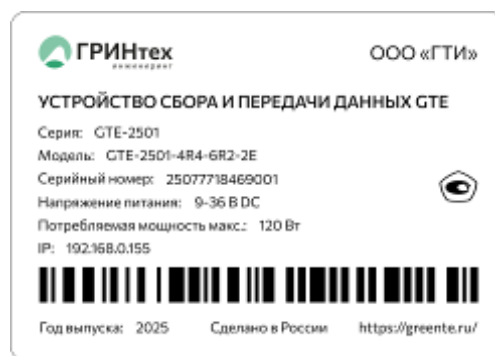 ГРИНтех
инжиниринг
ООО «ГТИ»
УСТРОЙСТВО СБОРА И ПЕРЕДАЧИ ДАННЫХ GTE
Серия: GTE-2501
Модель: GTE-2501-4R4-6R2-2E
Серийный номер: 25077718469001
Напряжение питания: 9-36 В DC
Потребляемая мощность макс.: 120 Вт
IP: 192.168.0.155
Год выпуска: 2025 Сделано в России https://greente.ru/